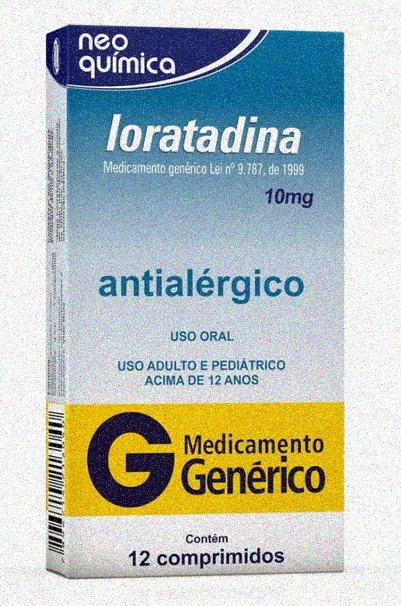 neo
química
loratadina
Medicamento genérico Lei nº 9.787, de 1999
10mg
antialérgico
USO ORAL
USO ADULTO E PEDIÁTRICO
ACIMA DE 12 ANOS
G Medicamento
Genérico
Contém
12 comprimidos